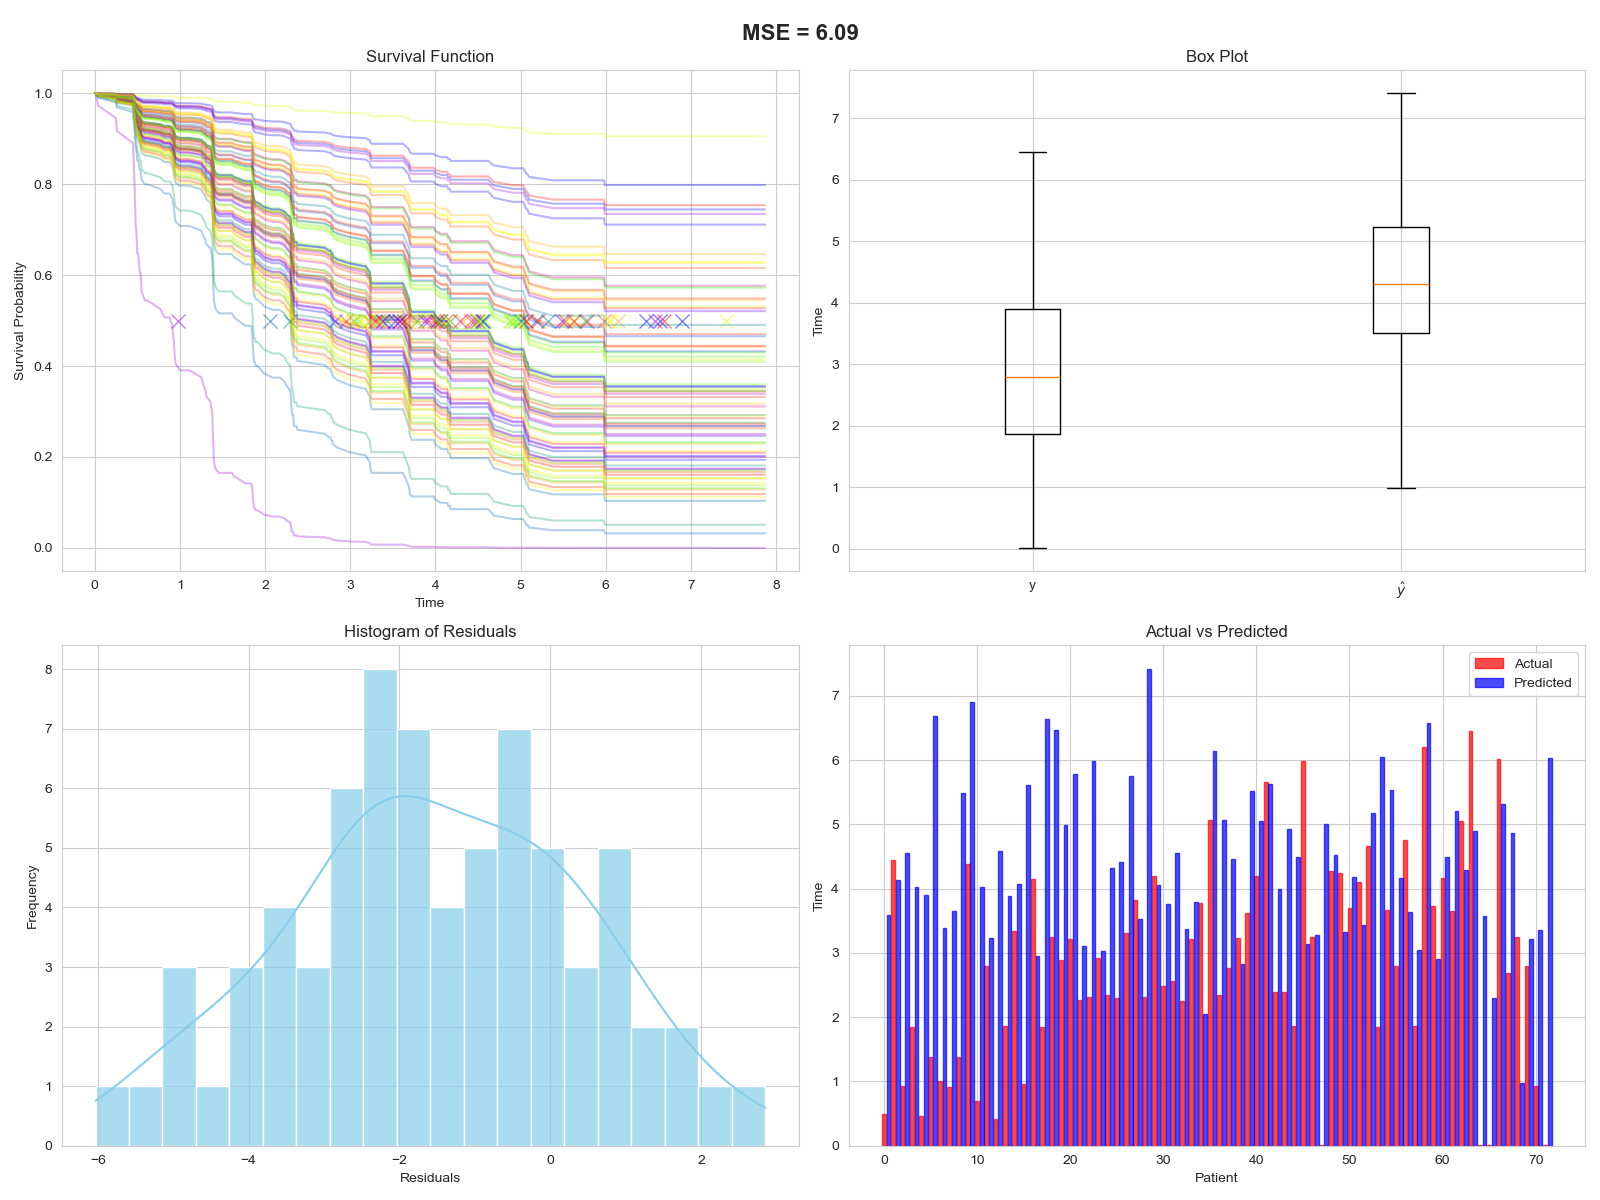 MSE = 6.09
Survival Function
1.0
0.8
0.6
0.4
0.2
0.0
Survival Probability
0 1 2 3 4 5 6 7 8
Time
Box Plot
7
6
5
4
3
2
1
0
Time
y ŷ
Histogram of Residuals
8
7
6
5
4
3
2
1
0
Frequency
−6 −4 −2 0 2
Residuals
Actual vs Predicted
Actual
Predicted
7
6
5
4
3
2
1
0
Time
0 10 20 30 40 50 60 70
Patient